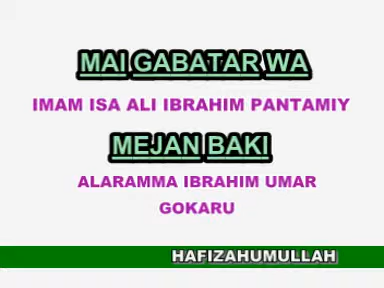 MAI GABATAR WA
IMAM ISA ALI IBRAHIM PANTAMIY
MEJAN BAKI
ALARAMMA IBRAHIM UMAR
GOKARU
HAFIZAHUMULLAH